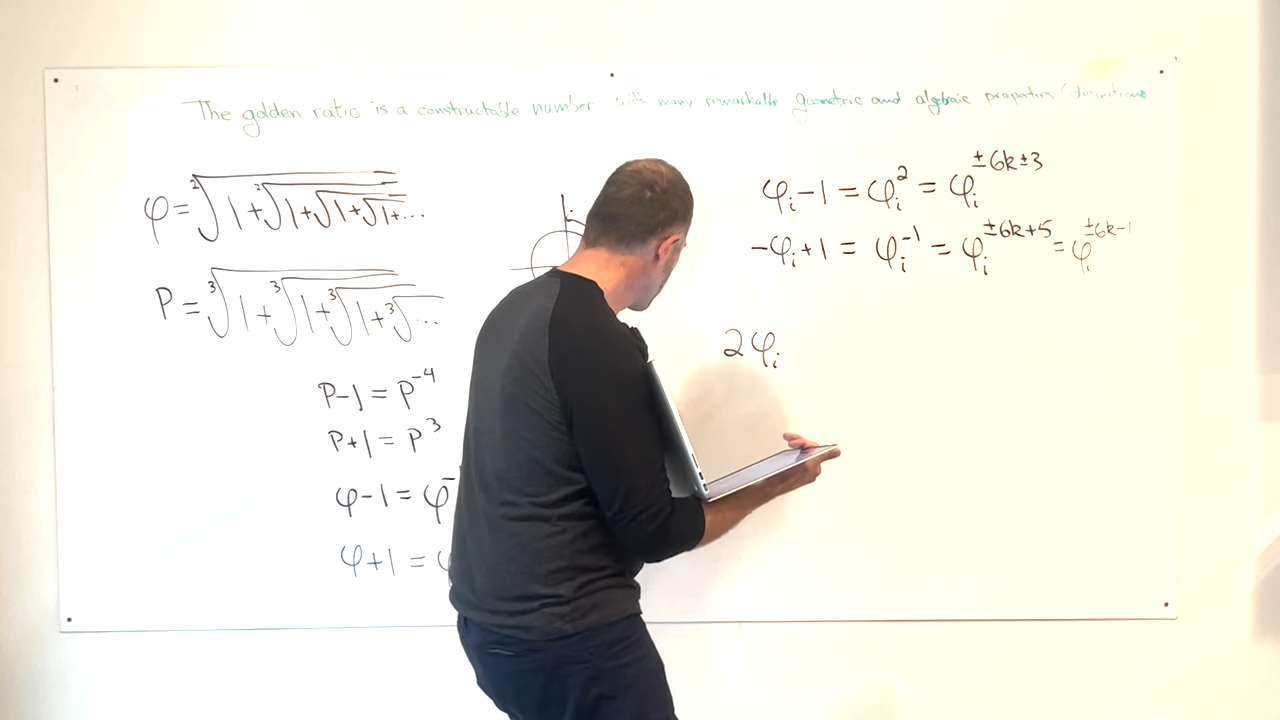 The golden ratio is a constructable number with many remarkable geometric and algebraic properties
φ = ²√(1+²√(1+√(1+√(1+...
P = ³√(1+³√(1+³√(1+³√...
P-1 = P⁻⁴
P+1 = P³
φ-1 = φ⁻
φ+1 = φ
i
φᵢ-1 = φᵢ² = φᵢ^(±6k±3)
-φᵢ+1 = φᵢ⁻¹ = φᵢ^(±6k+5) = φᵢ^(±6k-1)
2φᵢ